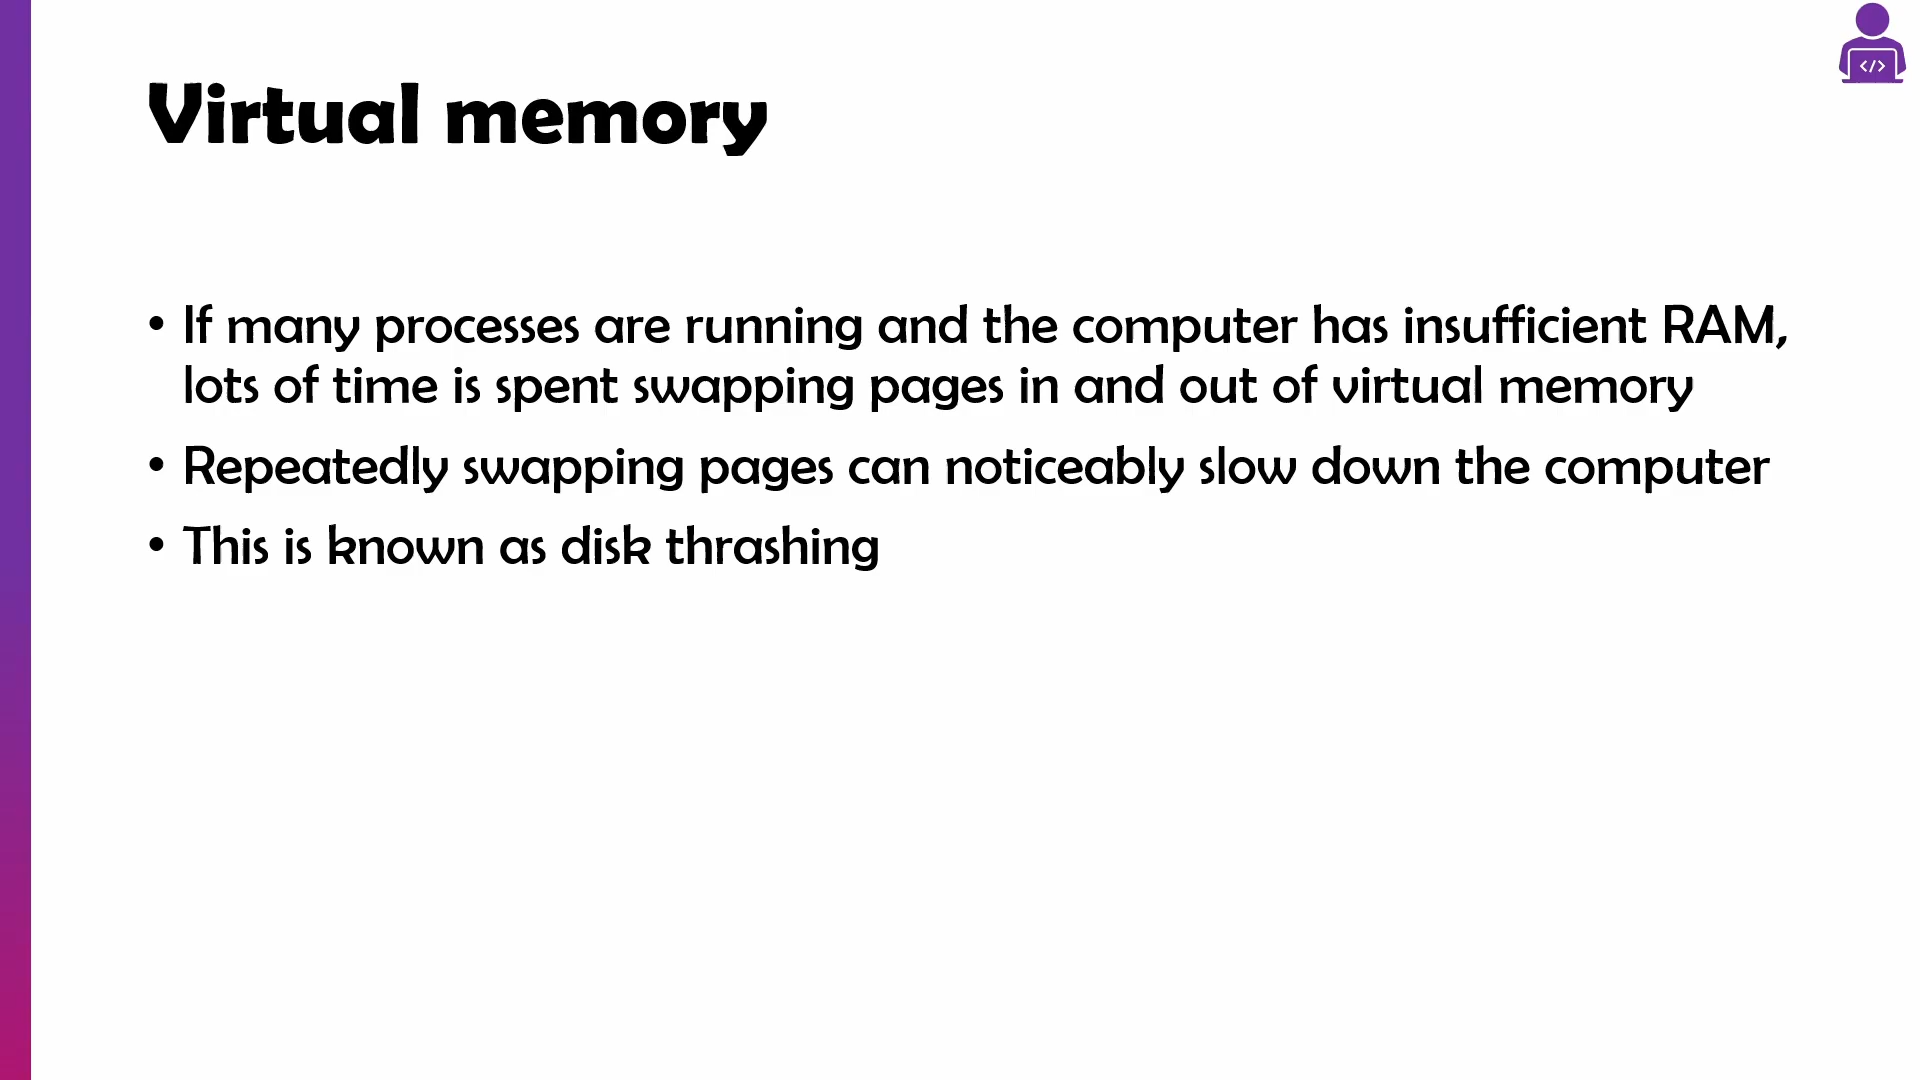 Virtual memory
• If many processes are running and the computer has insufficient RAM,
lots of time is spent swapping pages in and out of virtual memory
• Repeatedly swapping pages can noticeably slow down the computer
• This is known as disk thrashing